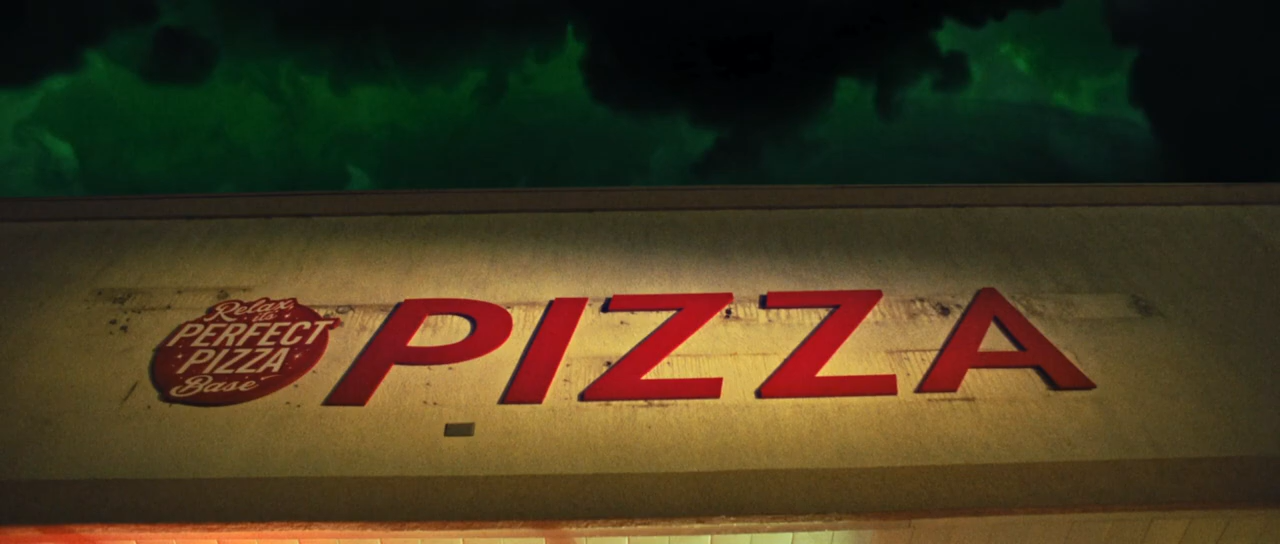 Relax,
it's
PERFECT
PIZZA
Base
PIZZA